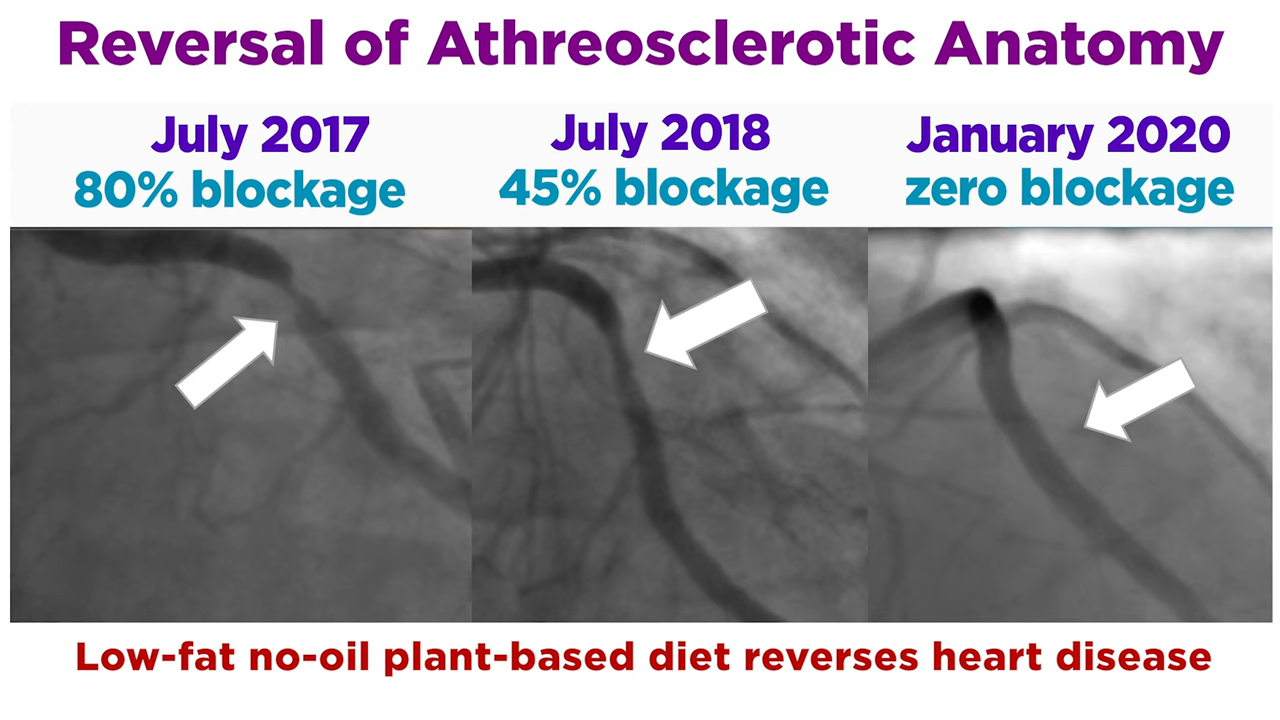 Reversal of Athreosclerotic Anatomy
July 2017
80% blockage
July 2018
45% blockage
January 2020
zero blockage
Low-fat no-oil plant-based diet reverses heart disease